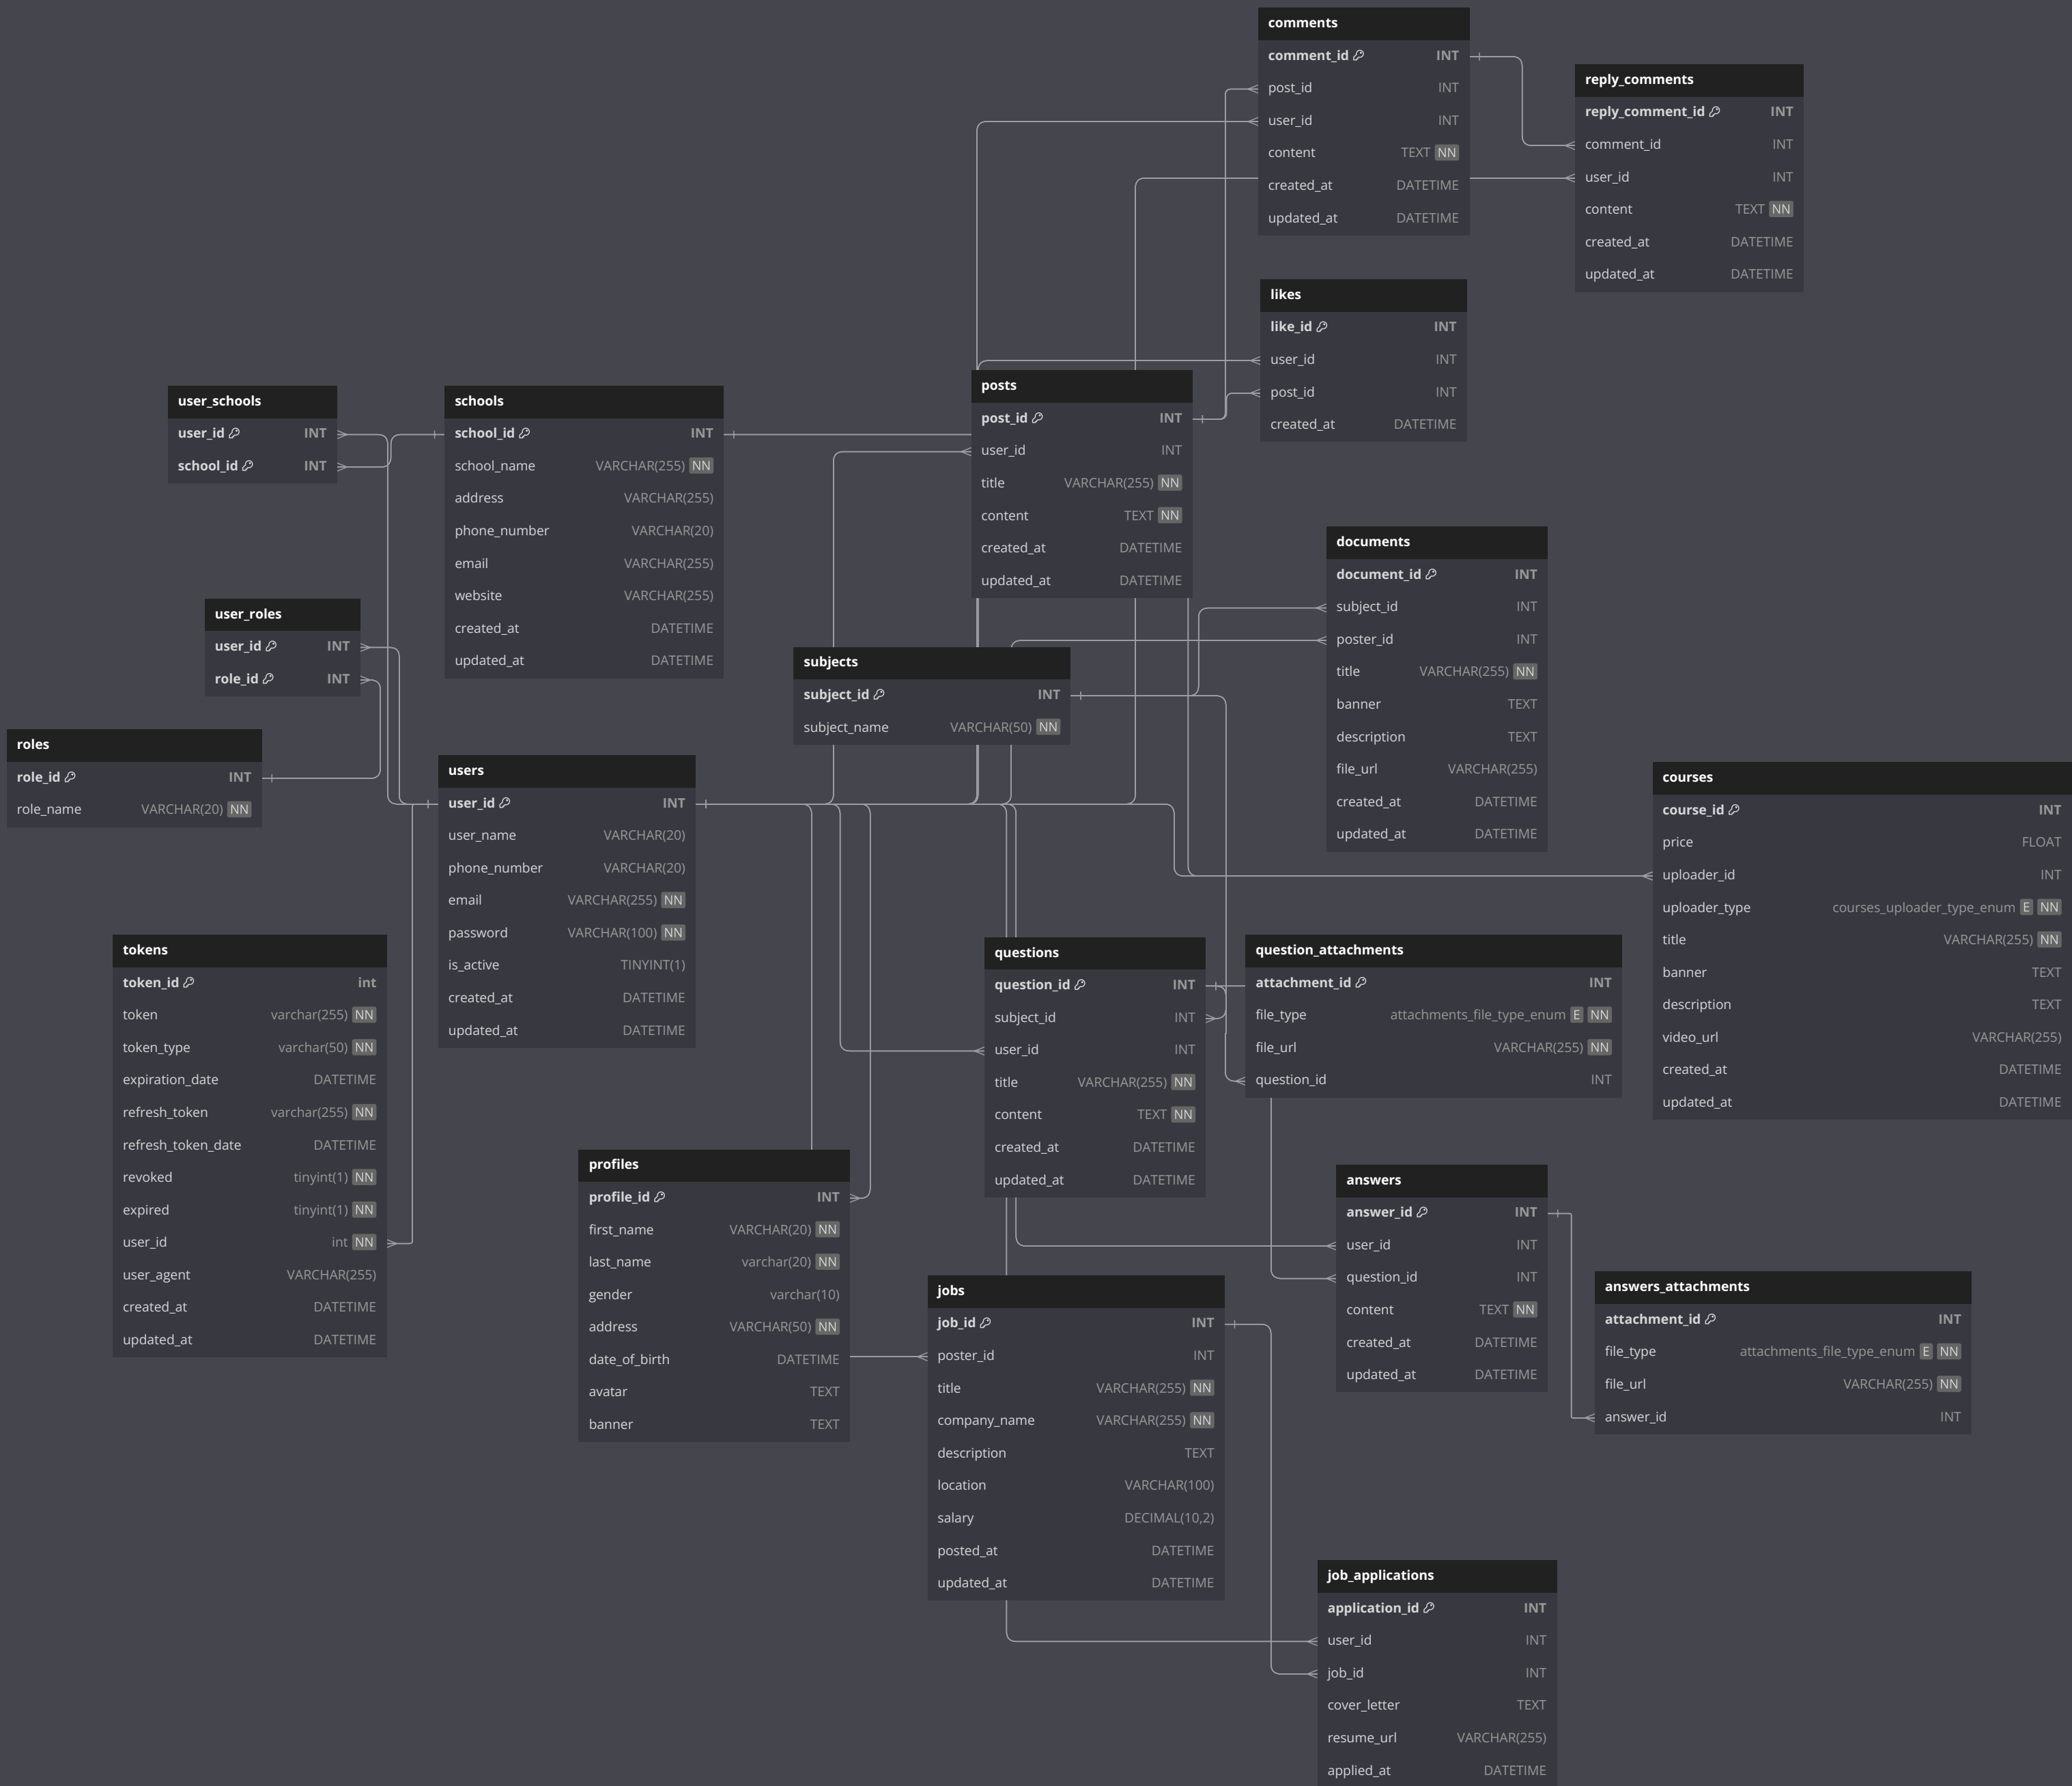 comments
comment_id INT
post_id INT
user_id INT
content TEXT NN
created_at DATETIME
updated_at DATETIME
reply_comments
reply_comment_id INT
comment_id INT
user_id INT
content TEXT NN
created_at DATETIME
updated_at DATETIME
likes
like_id INT
user_id INT
post_id INT
created_at DATETIME
user_schools
user_id INT
school_id INT
schools
school_id INT
school_name VARCHAR(255) NN
address VARCHAR(255)
phone_number VARCHAR(20)
email VARCHAR(255)
website VARCHAR(255)
created_at DATETIME
updated_at DATETIME
posts
post_id INT
user_id INT
title VARCHAR(255) NN
content TEXT NN
created_at DATETIME
updated_at DATETIME
documents
document_id INT
subject_id INT
poster_id INT
title VARCHAR(255) NN
banner TEXT
description TEXT
file_url VARCHAR(255)
created_at DATETIME
updated_at DATETIME
user_roles
user_id INT
role_id INT
subjects
subject_id INT
subject_name VARCHAR(50) NN
roles
role_id INT
role_name VARCHAR(20) NN
users
user_id INT
user_name VARCHAR(20)
phone_number VARCHAR(20)
email VARCHAR(255) NN
password VARCHAR(100) NN
is_active TINYINT(1)
created_at DATETIME
updated_at DATETIME
courses
course_id INT
price FLOAT
uploader_id INT
uploader_type courses_uploader_type_enum E NN
title VARCHAR(255) NN
banner TEXT
description TEXT
video_url VARCHAR(255)
created_at DATETIME
updated_at DATETIME
tokens
token_id int
token varchar(255) NN
token_type varchar(50) NN
expiration_date DATETIME
refresh_token varchar(255) NN
refresh_token_date DATETIME
revoked tinyint(1) NN
expired tinyint(1) NN
user_id int NN
user_agent VARCHAR(255)
created_at DATETIME
updated_at DATETIME
questions
question_id INT
subject_id INT
user_id INT
title VARCHAR(255) NN
content TEXT NN
created_at DATETIME
updated_at DATETIME
question_attachments
attachment_id INT
file_type attachments_file_type_enum E NN
file_url VARCHAR(255) NN
question_id INT
profiles
profile_id INT
first_name VARCHAR(20) NN
last_name varchar(20) NN
gender varchar(10)
address VARCHAR(50) NN
date_of_birth DATETIME
avatar TEXT
banner TEXT
answers
answer_id INT
user_id INT
question_id INT
content TEXT NN
created_at DATETIME
updated_at DATETIME
answers_attachments
attachment_id INT
file_type attachments_file_type_enum E NN
file_url VARCHAR(255) NN
answer_id INT
jobs
job_id INT
poster_id INT
title VARCHAR(255) NN
company_name VARCHAR(255) NN
description TEXT
location VARCHAR(100)
salary DECIMAL(10,2)
posted_at DATETIME
updated_at DATETIME
job_applications
application_id INT
user_id INT
job_id INT
cover_letter TEXT
resume_url VARCHAR(255)
applied_at DATETIME